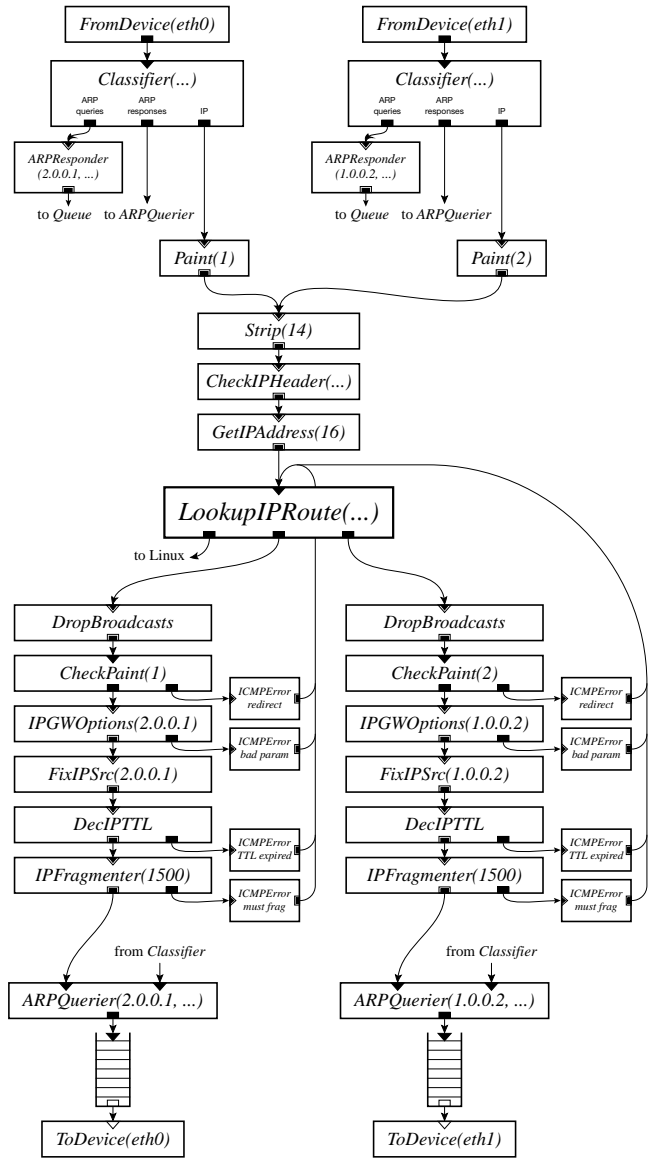 FromDevice(eth0)
FromDevice(eth1)
Classifier(...)
ARP queries
ARP responses
IP
Classifier(...)
ARP queries
ARP responses
IP
ARPResponder
(2.0.0.1, ...)
ARPResponder
(1.0.0.2, ...)
to Queue
to ARPQuerier
to Queue
to ARPQuerier
Paint(1)
Paint(2)
Strip(14)
CheckIPHeader(...)
GetIPAddress(16)
LookupIPRoute(...)
to Linux
DropBroadcasts
CheckPaint(1)
ICMPError
redirect
IPGWOptions(2.0.0.1)
ICMPError
bad param
FixIPSrc(2.0.0.1)
DecIPTTL
ICMPError
TTL expired
IPFragmenter(1500)
ICMPError
must frag
from Classifier
ARPQuerier(2.0.0.1, ...)
ToDevice(eth0)
DropBroadcasts
CheckPaint(2)
ICMPError
redirect
IPGWOptions(1.0.0.2)
ICMPError
bad param
FixIPSrc(1.0.0.2)
DecIPTTL
ICMPError
TTL expired
IPFragmenter(1500)
ICMPError
must frag
from Classifier
ARPQuerier(1.0.0.2, ...)
ToDevice(eth1)